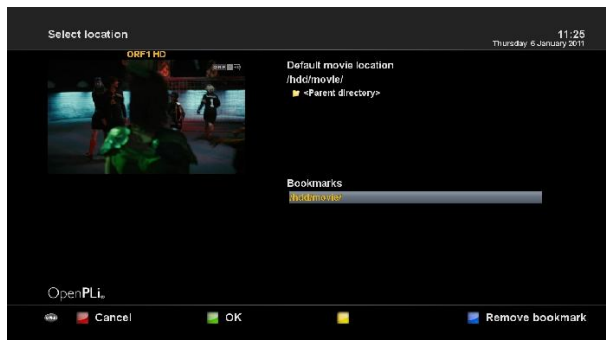 Select location
11:25
Thursday 6 January 2011
ORF1 HD
Default movie location
/hdd/movie/
<Parent directory>
Bookmarks
/hdd/movie/
OpenPLi®
Cancel
OK
Remove bookmark